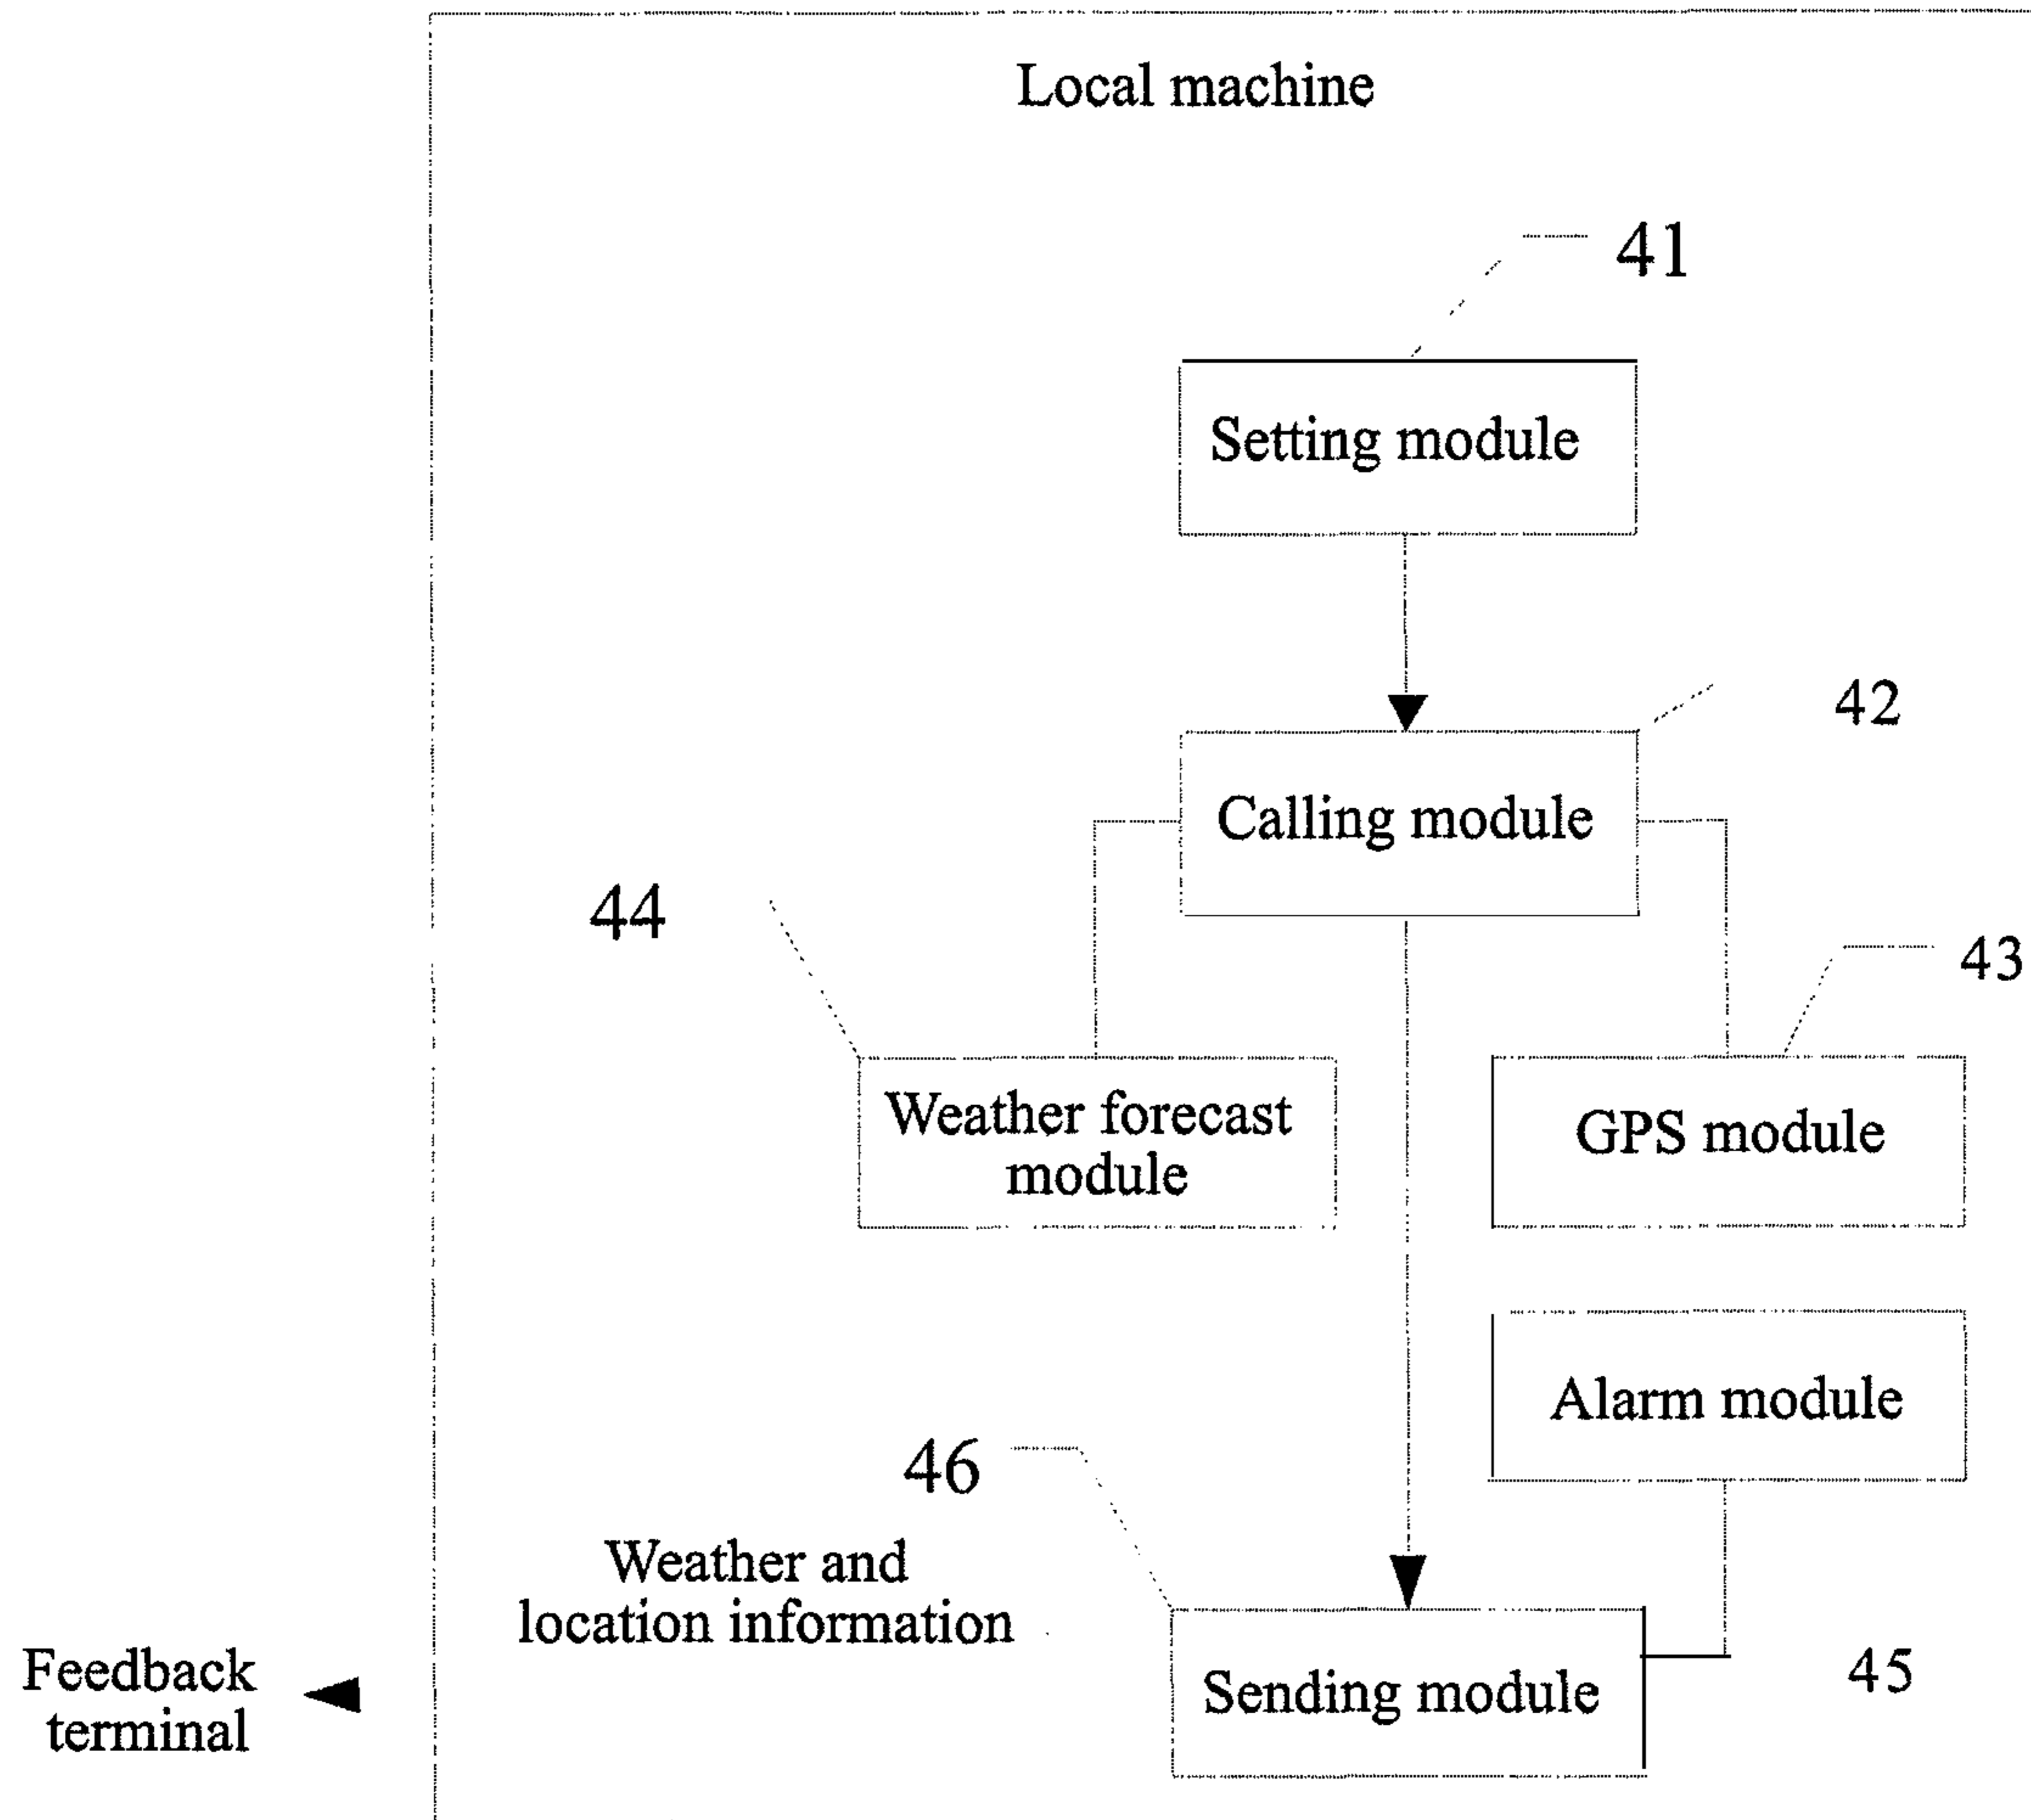 Local machine
41
Setting module
42
Calling module
44
43
Weather forecast
module
GPS module
Alarm module
46
Weather and
location information
Feedback
terminal
Sending module
45